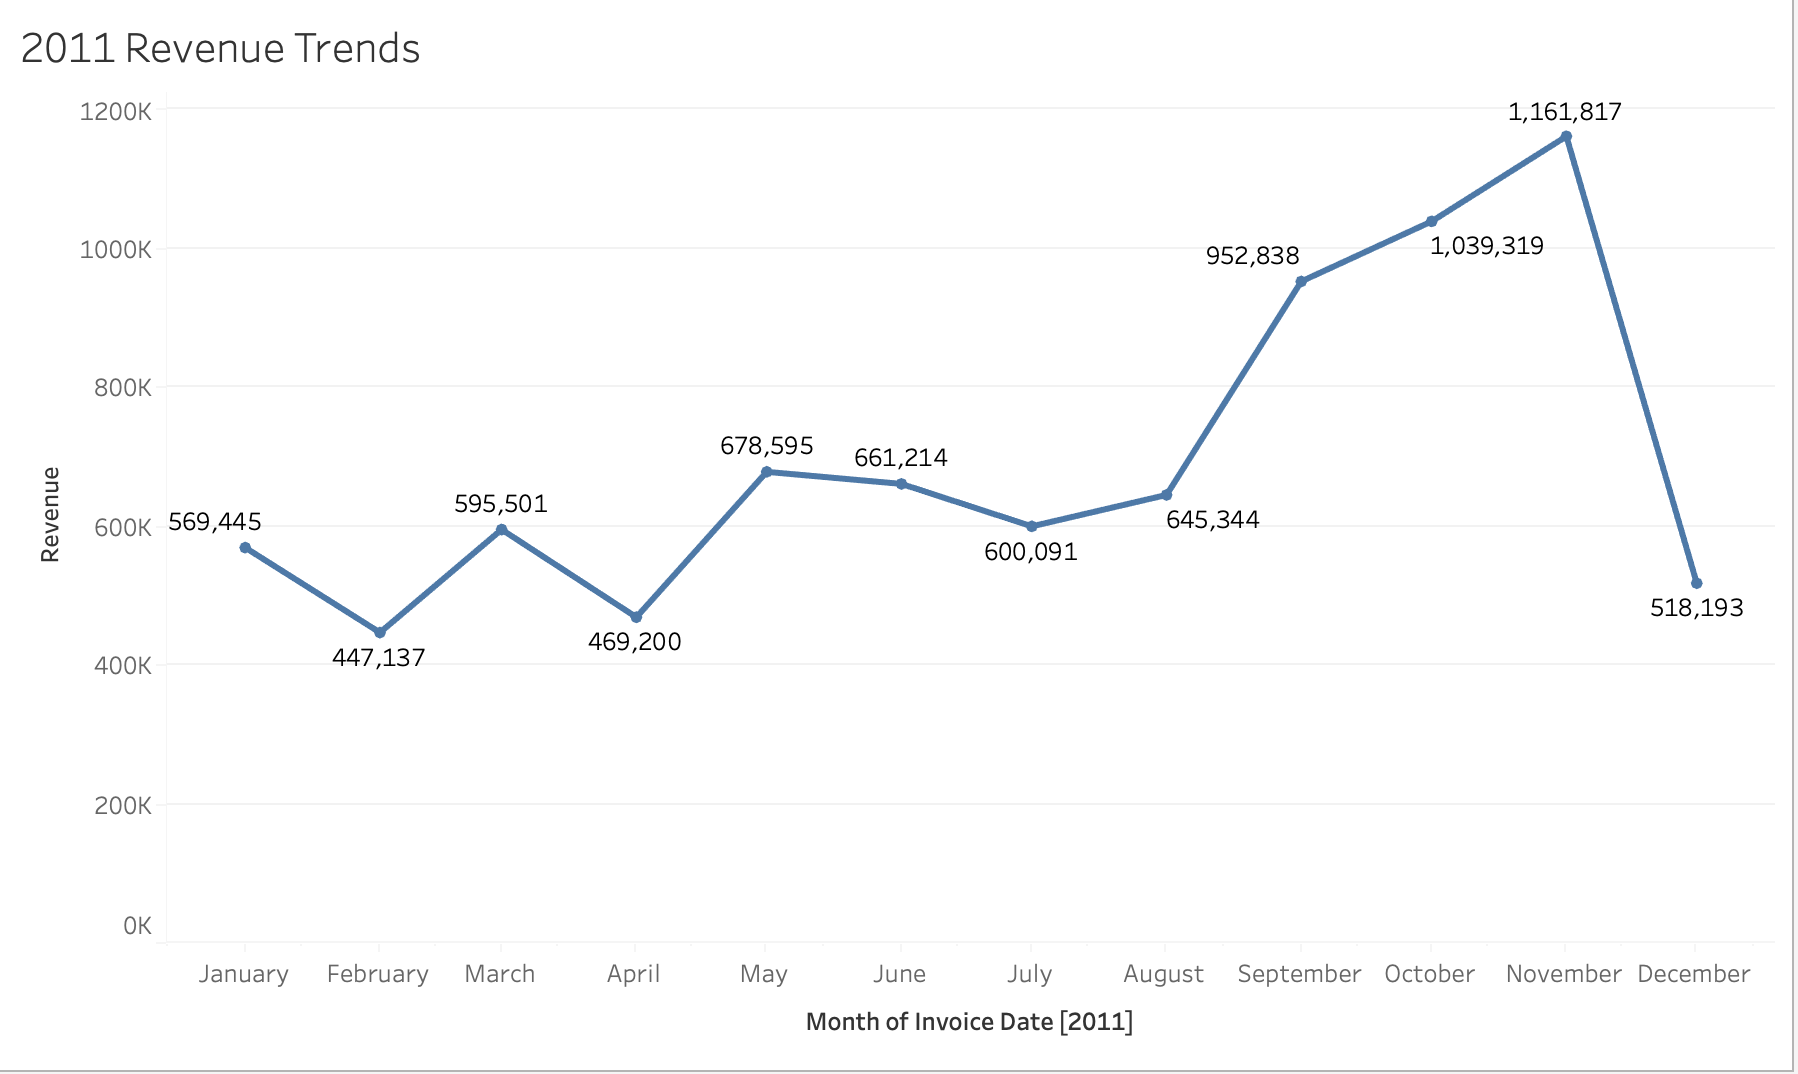 2011 Revenue Trends
1200K
1000K
800K
600K
400K
200K
0K
Revenue
569,445
447,137
595,501
469,200
678,595
661,214
600,091
645,344
952,838
1,039,319
1,161,817
518,193
January February March April May June July August September October November December
Month of Invoice Date [2011]